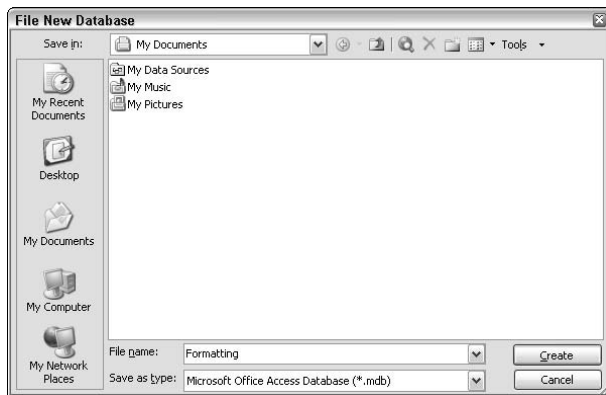 File New Database
Save in: My Documents Tools
My Data Sources
My Music
My Pictures
My Recent
Documents
Desktop
My Documents
My Computer
My Network
Places
File name: Formatting Create
Save as type: Microsoft Office Access Database (*.mdb) Cancel